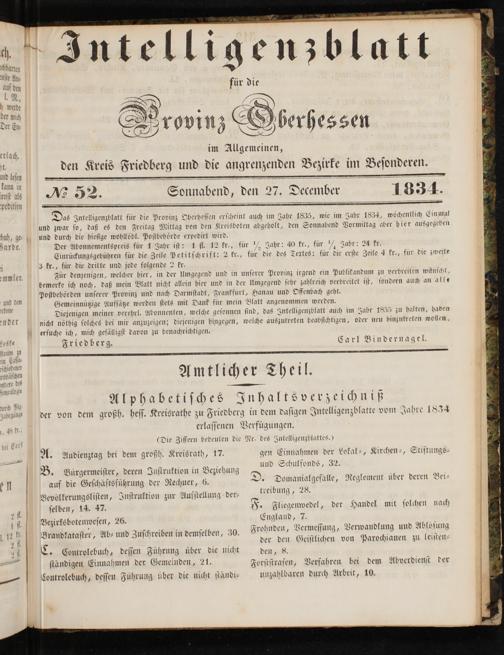 Intelligenzblatt
für die
Provinz Oberhessen
im Allgemeinen,
den Kreis Friedberg und die angrenzenden Bezirke im Besonderen.
№ 52. Sonnabend, den 27. December 1834.
Das Intelligenzblatt für die Provinz Oberhessen erscheint auch im Jahr 1835, wie im Jahr 1834, wöchentlich Einmal
und zwar so, daß es den Freitag Mittag von den Kreisboten abgeholt, den Sonnabend Vormittag aber hier ausgegeben
und durch die hiesige wohllöbl. Postbehörde expedirt wird.
Der Abonnementspreis für 1 Jahr ist: 1 fl. 12 kr., für 1/2 Jahr: 40 kr., für 1/4 Jahr: 24 kr.
Einrückungsgebühren für die Zeile Petitschrift: 2 kr., für die des Textes: für die erste Zeile 4 kr., für die zweite
3 kr., für die dritte und jede folgende 2 kr.
Für denjenigen, welcher hier, in der Umgegend und in unserer Provinz irgend ein Publikandum zu verbreiten wünscht,
bemerke ich noch, daß mein Blatt nicht allein hier und in der Umgegend sehr zahlreich verbreitet ist, sondern auch an alle
Postbehörden unserer Provinz und nach Darmstadt, Frankfurt, Hanau und Offenbach geht.
Gemeinnützige Aufsätze werden stets mit Dank für mein Blatt angenommen werden.
Diejenigen meiner verehrl. Abonnenten, welche gesonnen sind, das Intelligenzblatt auch im Jahr 1835 zu halten, haben
nicht nöthig solches bei mir anzuzeigen; diejenigen hingegen, welche auszutreten beabsichtigen, oder neu hinzutreten wollen,
ersuche ich, mich gefälligst davon zu benachrichtigen.
Friedberg. Carl Bindernagel.
Amtlicher Theil.
Alphabetisches Inhaltsverzeichniß
der von dem großh. hess. Kreisrathe zu Friedberg in dem dasigen Intelligenzblatte vom Jahre 1834
erlassenen Verfügungen.
(Die Ziffern bedeuten die Nr. des Intelligenzblattes.)
A. Audienztag bei dem großh. Kreisrath, 17.
B. Bürgermeister, deren Instruktion in Beziehung
auf die Geschäftsführung der Rechner, 6.
Bevölkerungslisten, Instruktion zur Aufstellung der-
selben, 14. 47.
Bezirksbotenwesen, 26.
Brandkataster, Ab- und Zuschreiben in demselben, 30.
C. Controlebuch, dessen Führung über die nicht
ständigen Einnahmen der Gemeinden, 21.
Controlebuch, dessen Führung über die nicht ständi-
gen Einnahmen der Lokal-, Kirchen-, Stiftungs-
und Schulfonds, 32.
D. Domanialgefälle, Reglement über deren Bei-
treibung, 28.
F. Fliegenwedel, der Handel mit solchen nach
England, 7.
Frohnden, Vermessung, Verwandlung und Ablösung
der den Geistlichen von Parochianen zu leisten-
den, 8.
Forststrafen, Verfahren bei dem Abverdienst der
unzahlbaren durch Arbeit, 10.